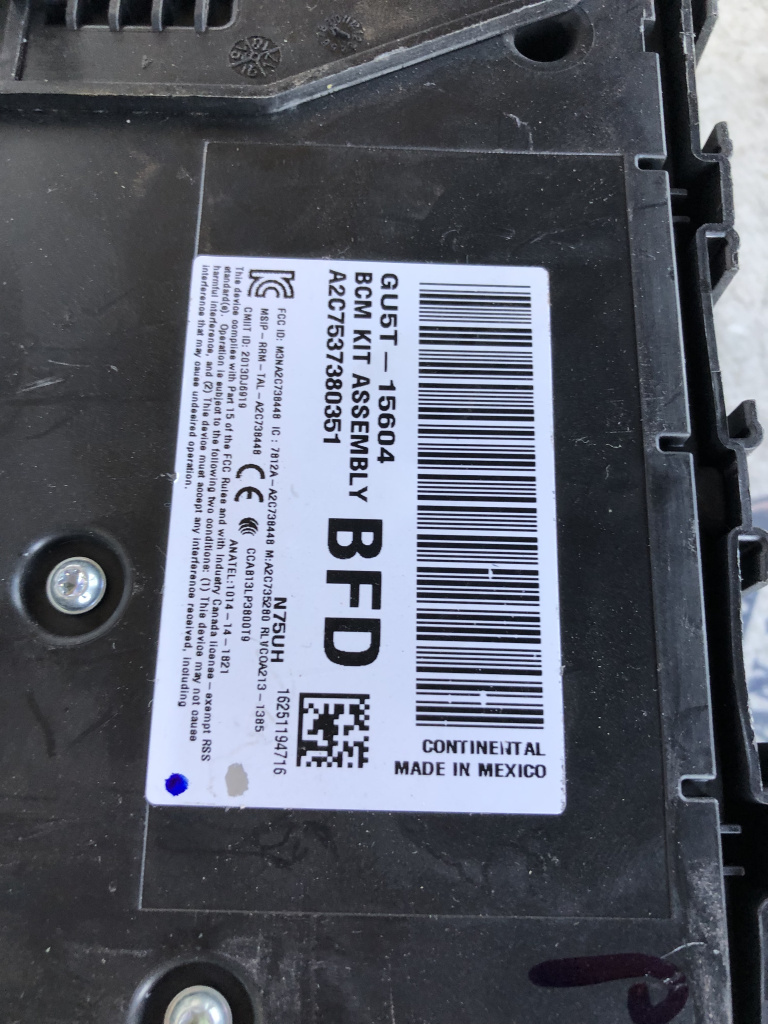 GU5T-15604
BCM KIT ASSEMBLY
A2C7537380351
BFD
CONTINENTAL
MADE IN MEXICO
N75UH
16251194716
FCC ID: M3NA2C738448 IC: 7812A-A2C738448 M:A2C735280 RLVCOA213-1385
MSIP-RRM-TAL-A2C738448 CE CCAB13LP3800T9
CMIIT ID: 2013DJ6919 ANATEL:1014-14-1821
This device complies with Part 15 of the FCC Rules and with Industry Canada license-exempt RSS
standard(s). Operation is subject to the following two conditions: (1) This device may not cause
harmful interference, and (2) This device must accept any interference received, including
interference that may cause undesired operation.